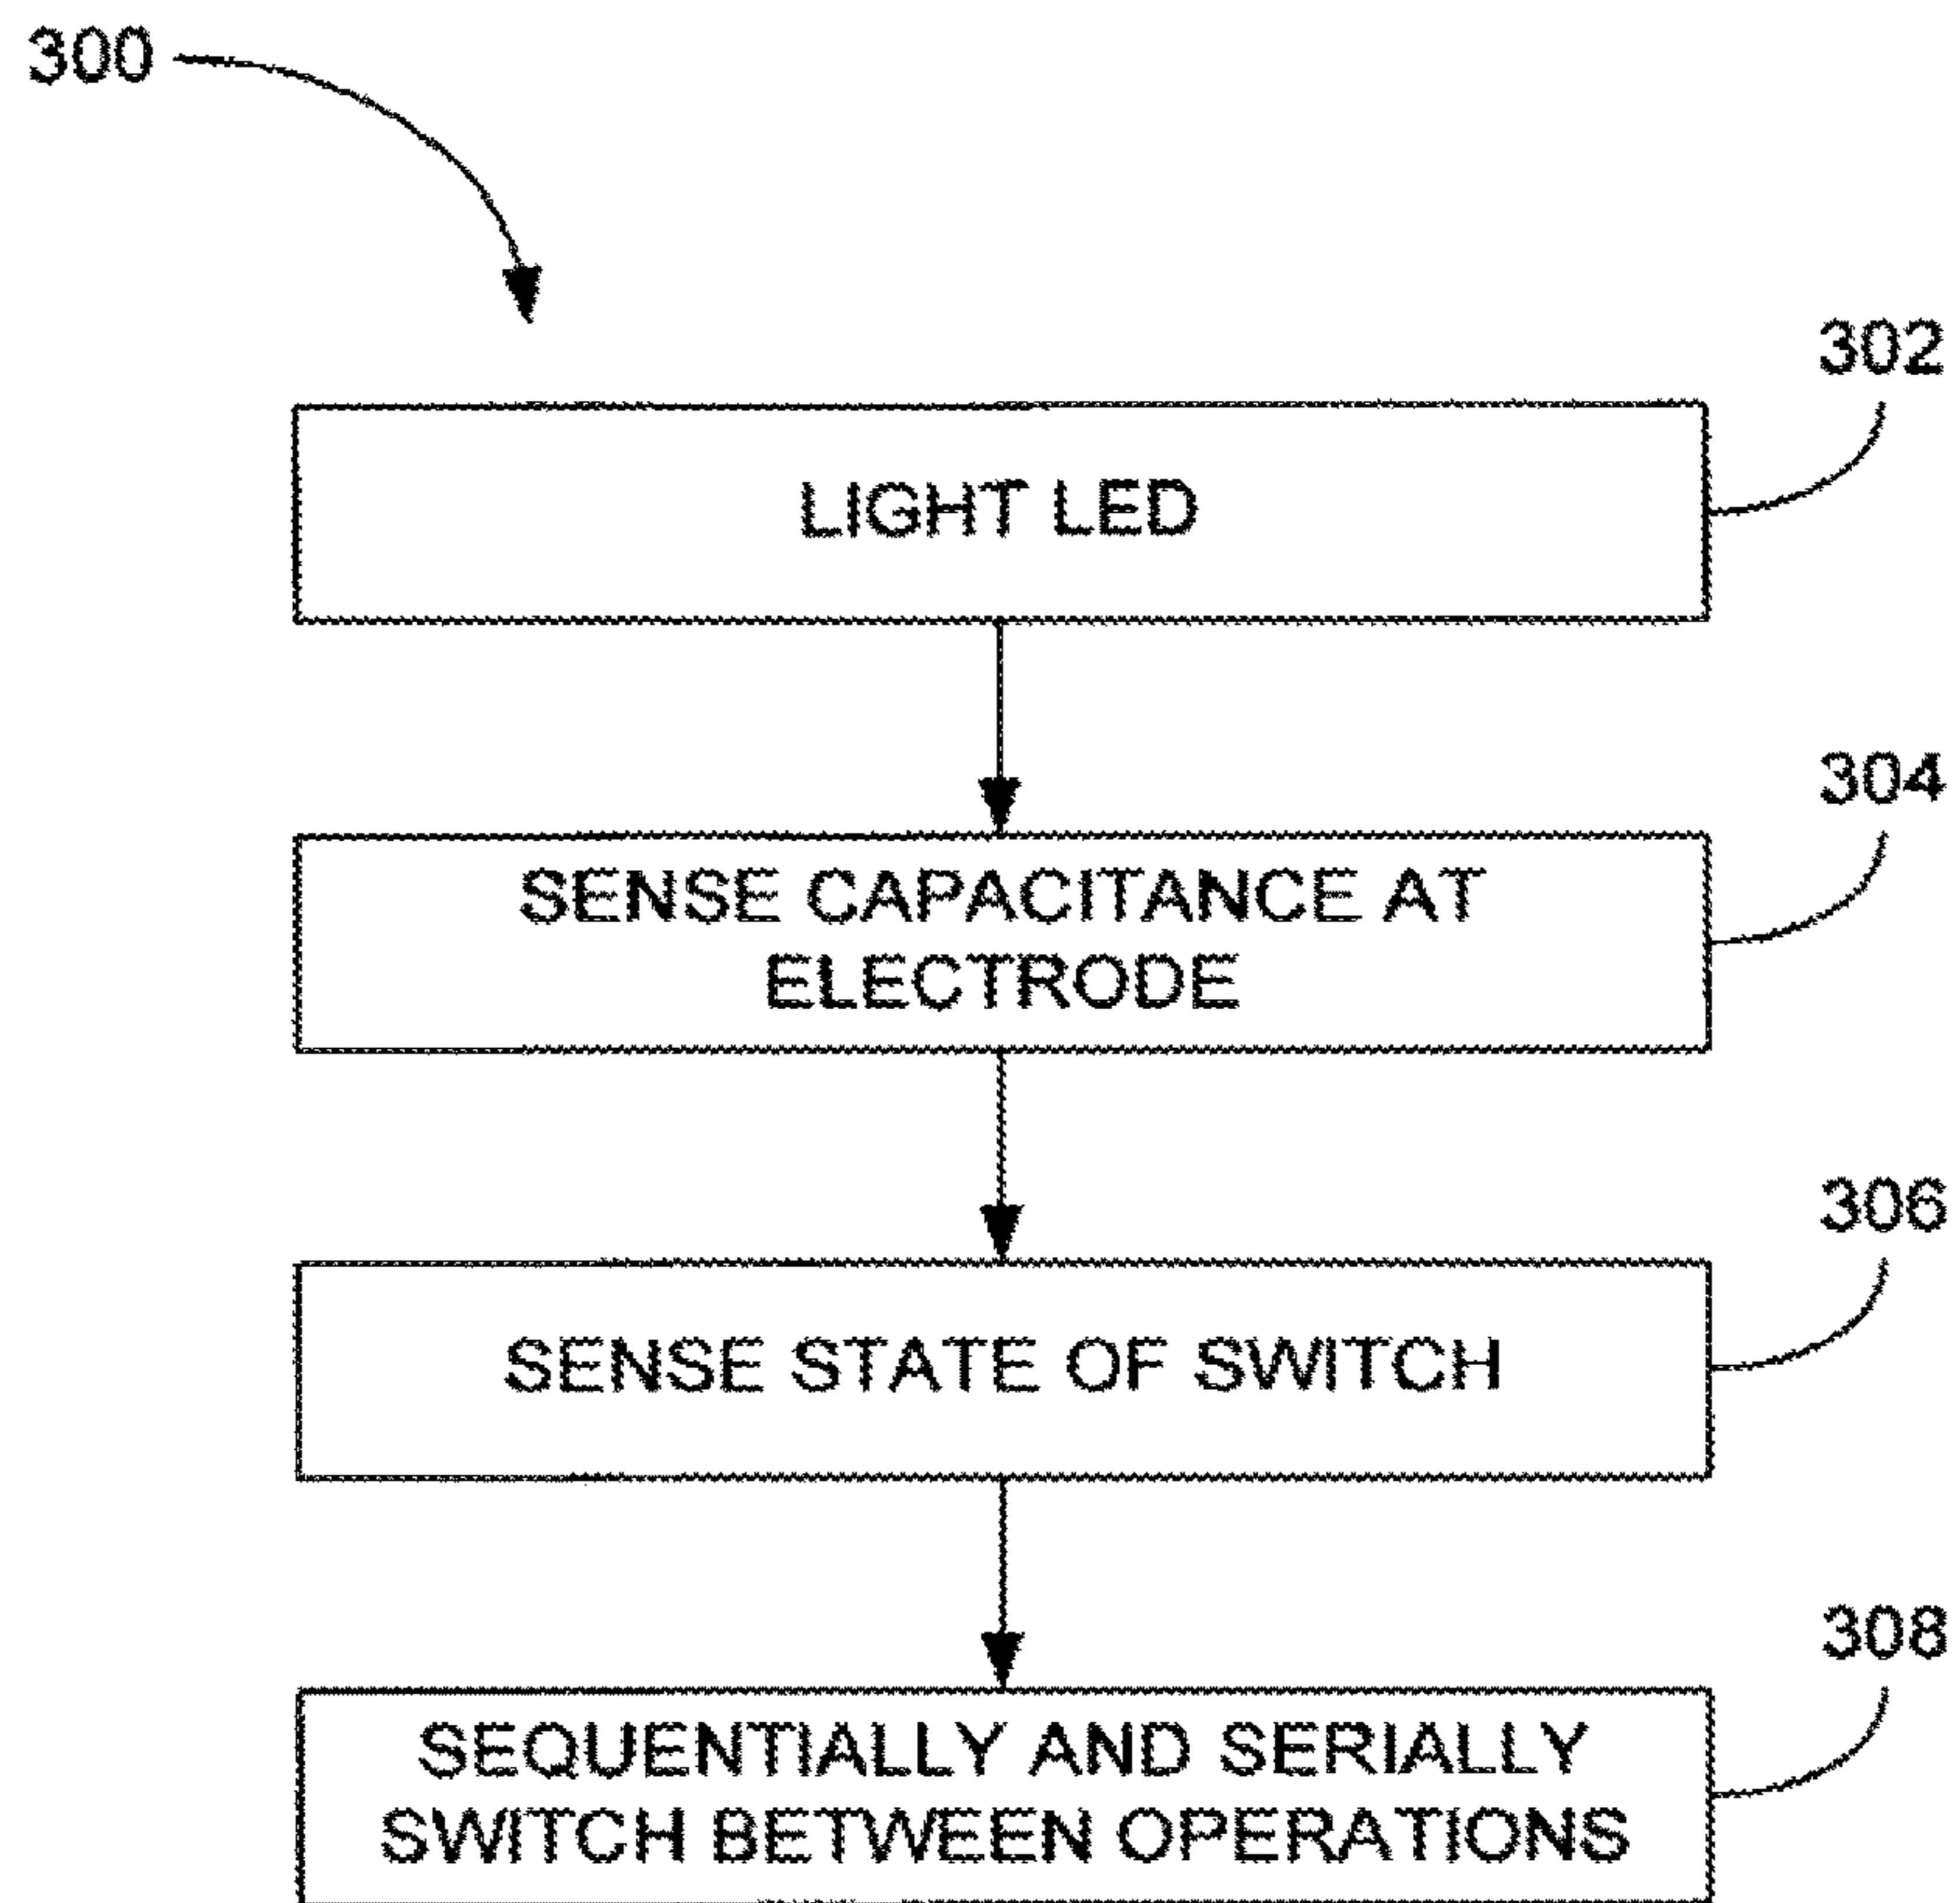 300
302
LIGHT LED
304
SENSE CAPACITANCE AT
ELECTRODE
306
SENSE STATE OF SWITCH
308
SEQUENTIALLY AND SERIALLY
SWITCH BETWEEN OPERATIONS